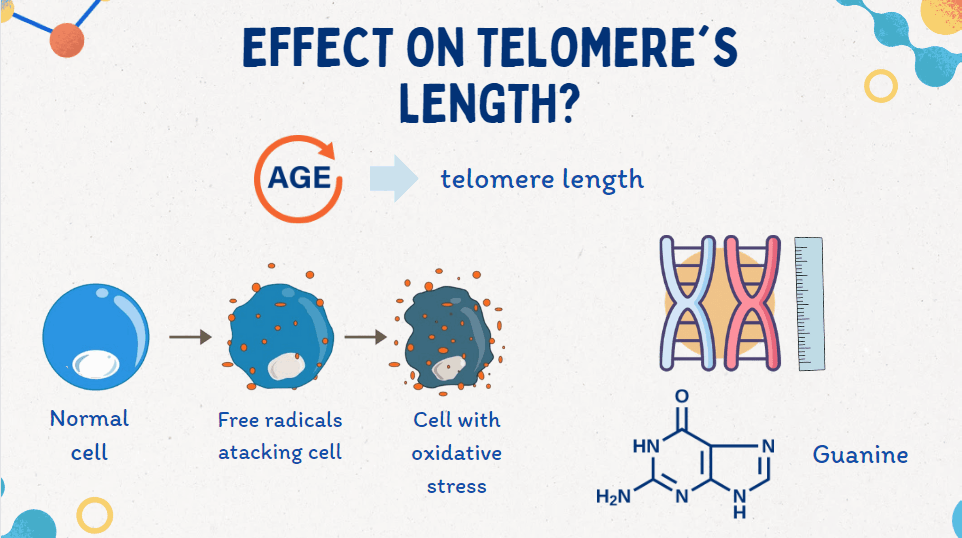 EFFECT ON TELOMERE´S
LENGTH?
AGE
telomere length
Normal
cell
Free radicals
atacking cell
Cell with
oxidative
stress
O
HN
N
H₂N
N
N
H
Guanine